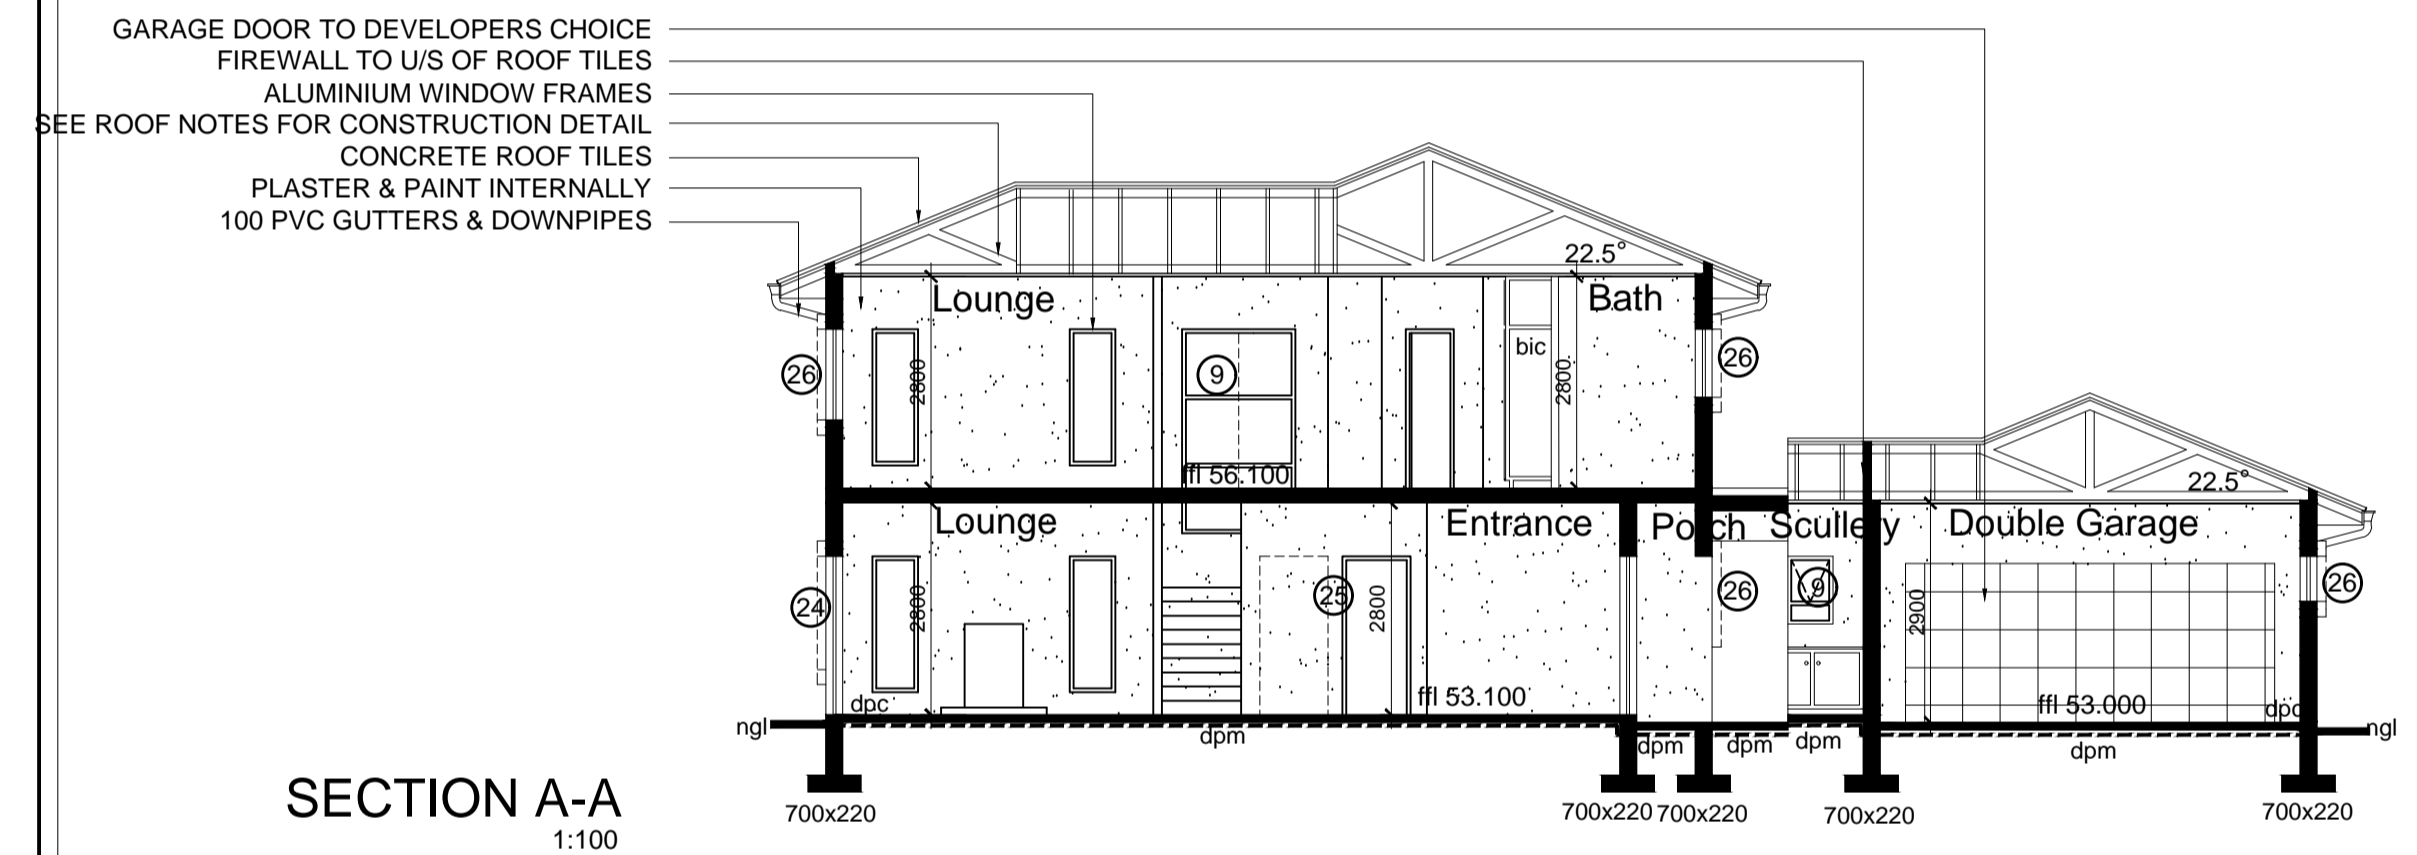 GARAGE DOOR TO DEVELOPERS CHOICE
FIREWALL TO U/S OF ROOF TILES
ALUMINIUM WINDOW FRAMES
SEE ROOF NOTES FOR CONSTRUCTION DETAIL
CONCRETE ROOF TILES
PLASTER & PAINT INTERNALLY
100 PVC GUTTERS & DOWNPIPES
22.5°
Lounge
Bath
bic
26
9
26
2800
2800
ffl 56.100
22.5°
Lounge
Entrance
Porch
Scullery
Double Garage
24
25
26
9
26
2800
2800
2900
dpc
ffl 53.100
ffl 53.000
dpc
ngl
dpm
dpm
dpm
dpm
dpm
ngl
SECTION A-A
1:100
700x220
700x220
700x220
700x220
700x220